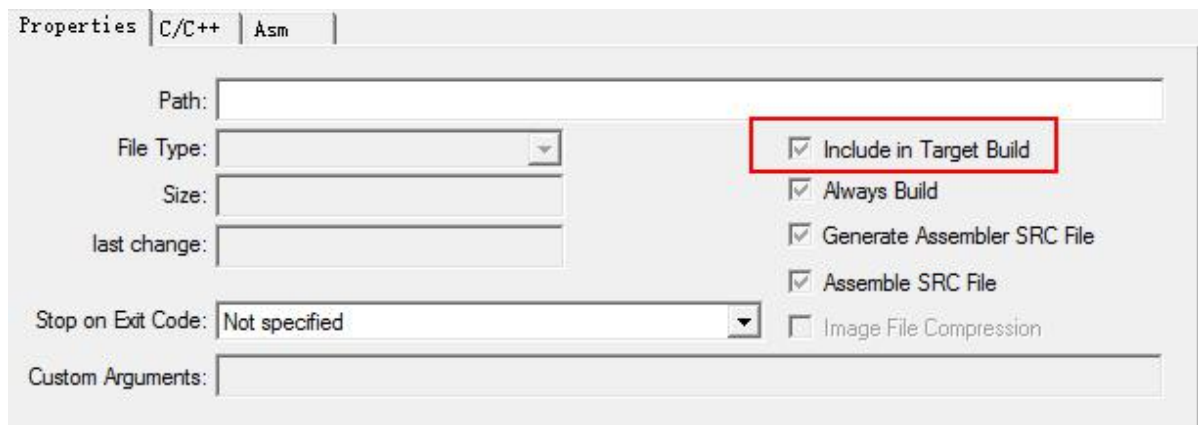 Properties C/C++ Asm
Path:
File Type:
Include in Target Build
Size:
Always Build
last change:
Generate Assembler SRC File
Assemble SRC File
Stop on Exit Code: Not specified
Image File Compression
Custom Arguments: